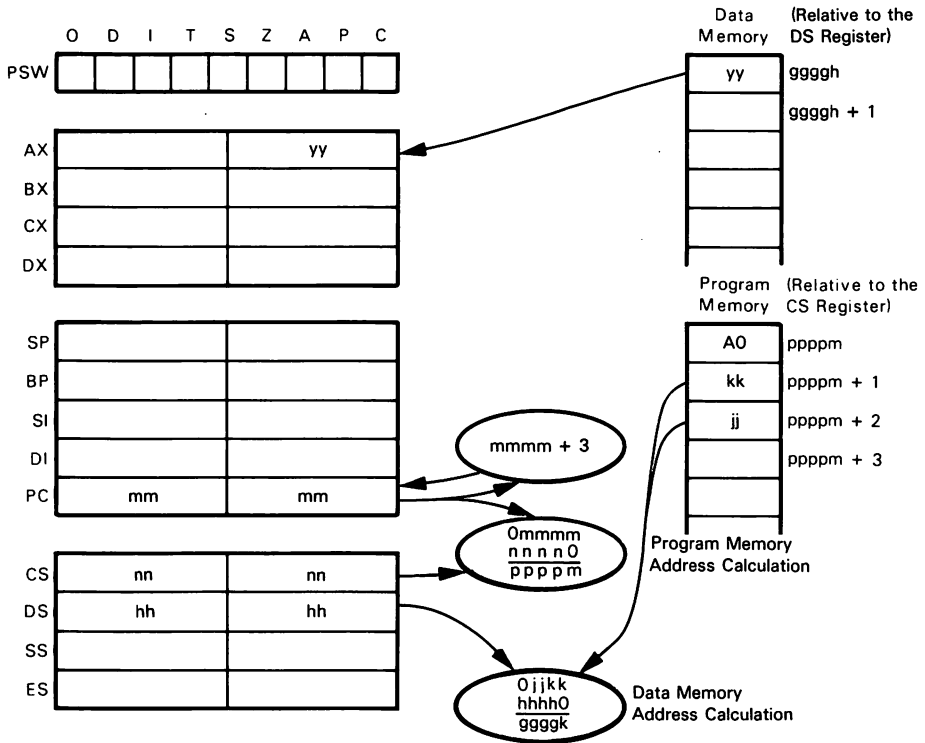 O D I T S Z A P C
PSW
Data
Memory
(Relative to the
DS Register)
yy
ggggh
ggggh + 1
AX
yy
BX
CX
DX
Program
Memory
(Relative to the
CS Register)
A0
ppppm
kk
ppppm + 1
jj
ppppm + 2
ppppm + 3
SP
BP
SI
DI
PC
mm
mm
mmmm + 3
0mmmm
nnnn0
ppppm
Program Memory
Address Calculation
CS
nn
nn
DS
hh
hh
SS
ES
0jjkk
hhhh0
ggggk
Data Memory
Address Calculation